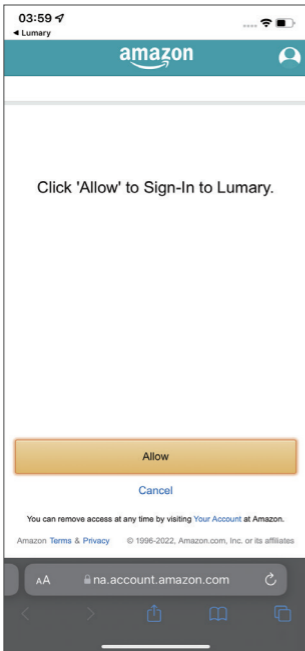 03:59
◀ Lumary
amazon
Click 'Allow' to Sign-In to Lumary.
Allow
Cancel
You can remove access at any time by visiting Your Account at Amazon.
Amazon Terms & Privacy © 1996-2022, Amazon.com, Inc. or its affiliates
AA na.account.amazon.com